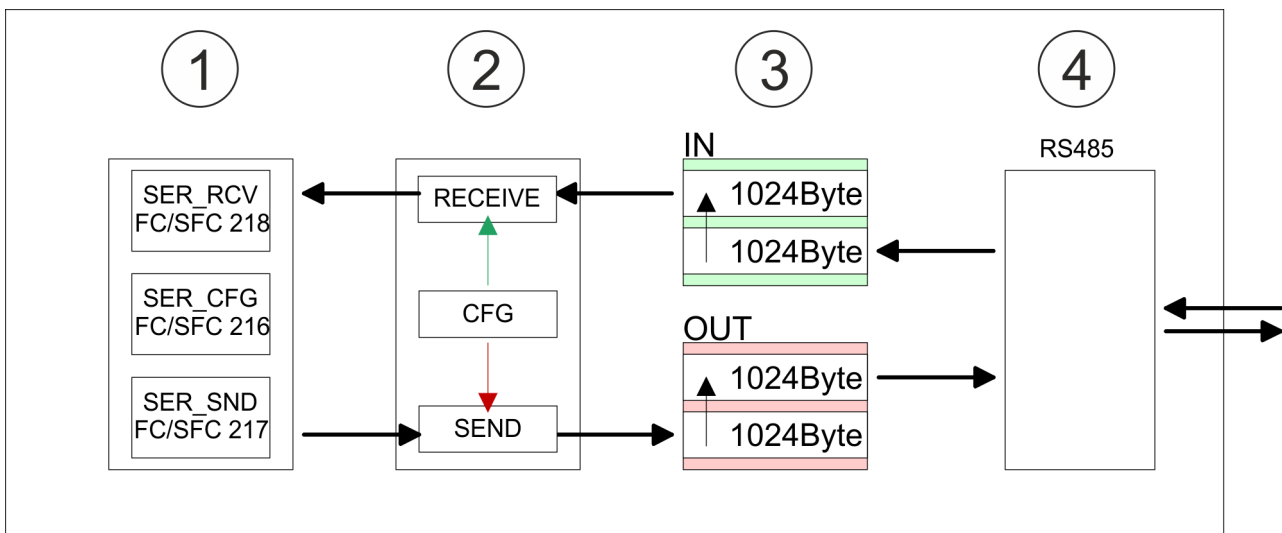 1
2
3
4
SER_RCV
FC/SFC 218
SER_CFG
FC/SFC 216
SER_SND
FC/SFC 217
RECEIVE
CFG
SEND
IN
1024Byte
1024Byte
OUT
1024Byte
1024Byte
RS485